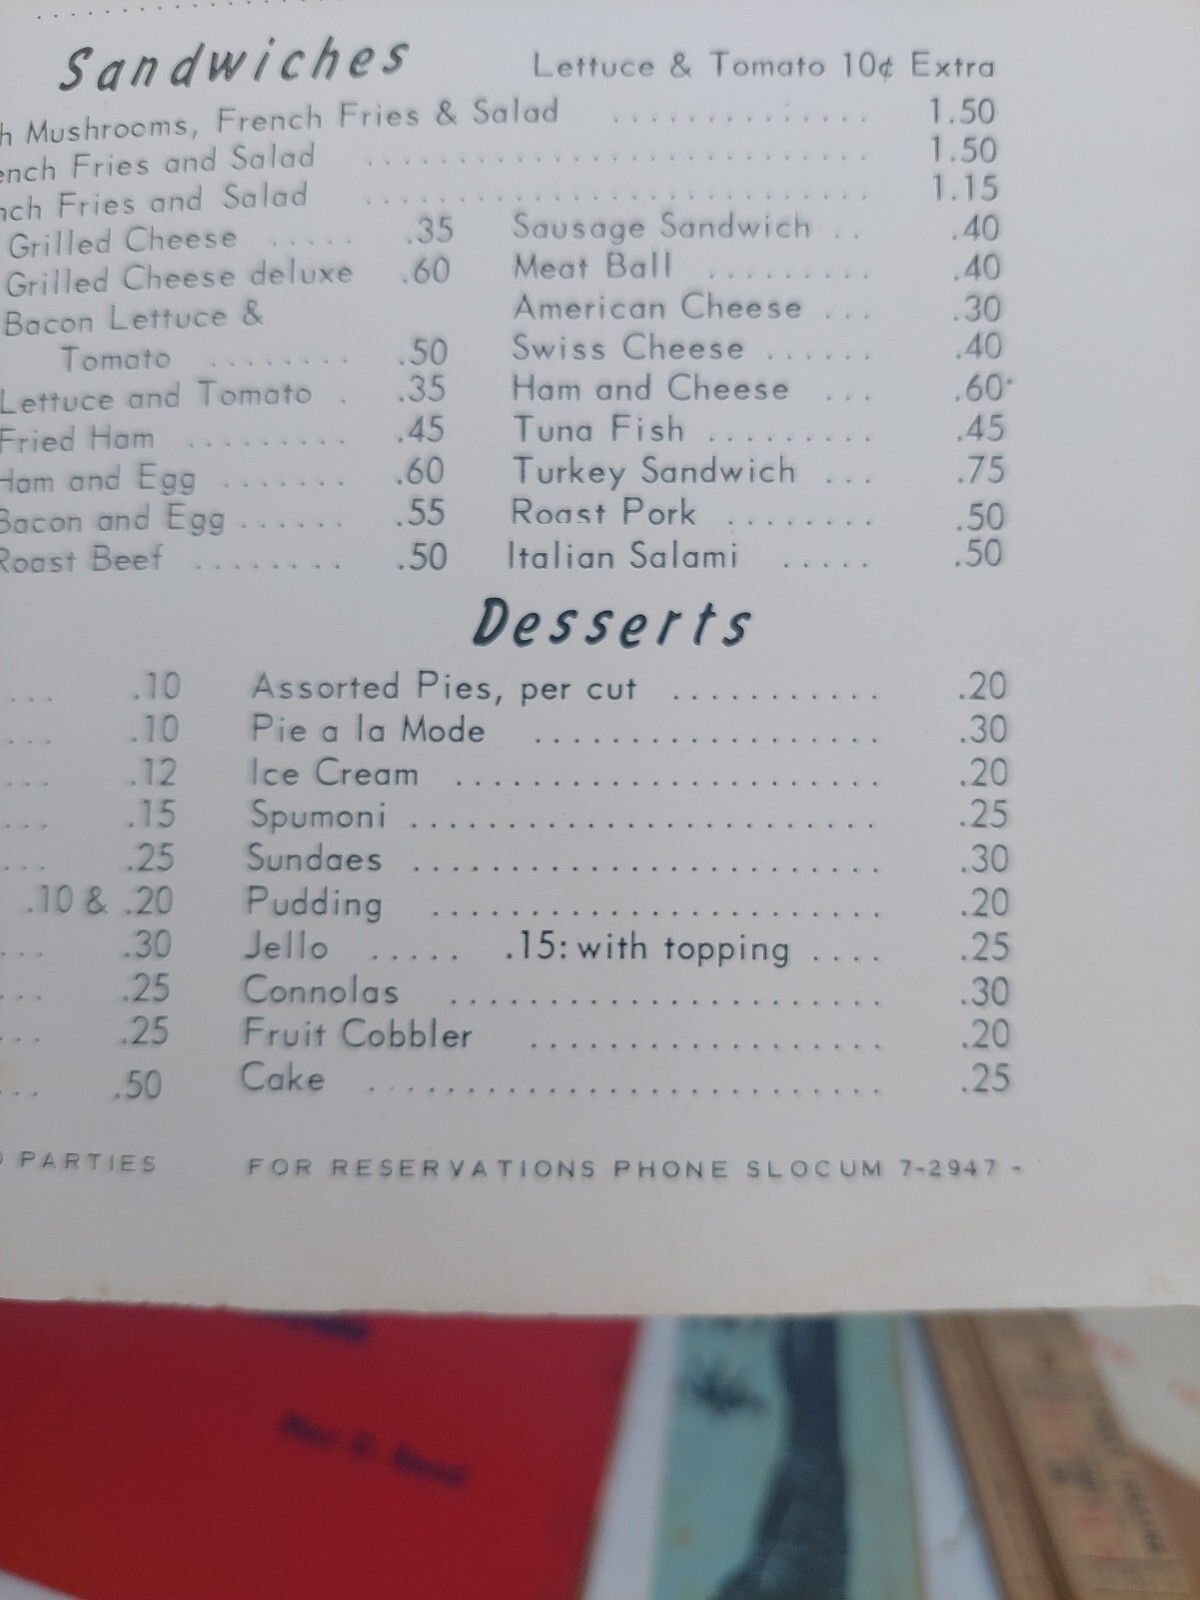 Sandwiches Lettuce & Tomato 10¢ Extra
Mushrooms, French Fries & Salad ............. 1.50
Fries and Salad ........................ 1.50
Fries and Salad ........................ 1.15
Grilled Cheese ..... .35 Sausage Sandwich .. .40
Grilled Cheese deluxe .60 Meat Ball ......... .40
Bacon Lettuce & American Cheese ... .30
Tomato ........ .50 Swiss Cheese ...... .40
Lettuce and Tomato . .35 Ham and Cheese ... .60
Fried Ham ......... .45 Tuna Fish ......... .45
Ham and Egg ....... .60 Turkey Sandwich ... .75
Bacon and Egg ...... .55 Roast Pork ........ .50
Roast Beef ........ .50 Italian Salami ..... .50
Desserts
... .10 Assorted Pies, per cut ........... .20
... .10 Pie a la Mode .................. .30
... .12 Ice Cream ...................... .20
... .15 Spumoni ........................ .25
... .25 Sundaes ........................ .30
.10 & .20 Pudding ....................... .20
... .30 Jello ..... .15: with topping .... .25
... .25 Connolas ...................... .30
... .25 Fruit Cobbler .................. .20
... .50 Cake .......................... .25
PARTIES FOR RESERVATIONS PHONE SLOCUM 7-2947 -